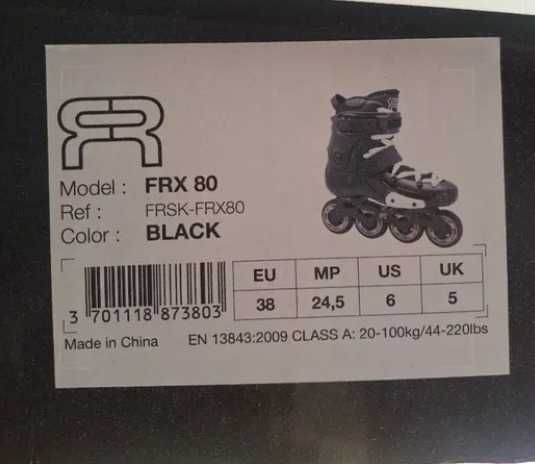 FR
Model : FRX 80
Ref : FRSK-FRX80
Color : BLACK
EU MP US UK
38 24,5 6 5
3 701118 873803
Made in China EN 13843:2009 CLASS A: 20-100kg/44-220lbs